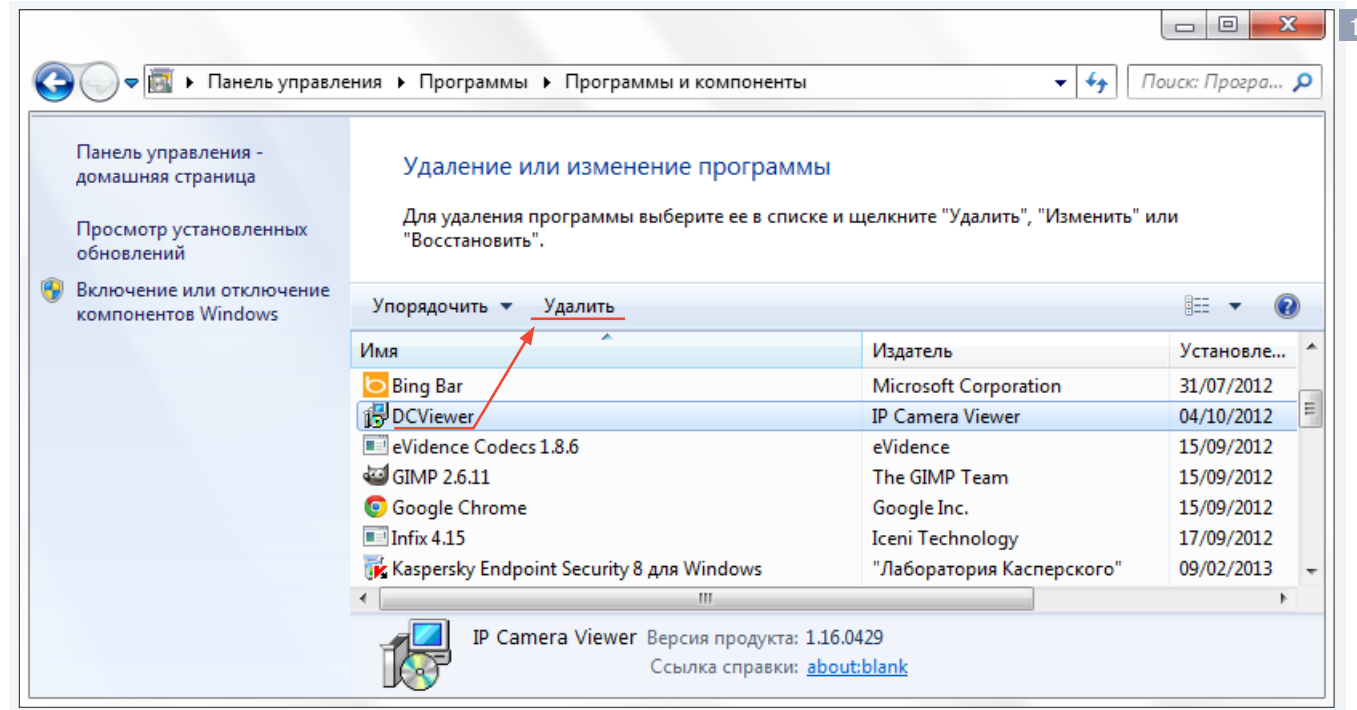 1
Панель управления Программы Программы и компоненты
Поиск: Програ...
Панель управления -
домашняя страница
Просмотр установленных
обновлений
Включение или отключение
компонентов Windows
Удаление или изменение программы
Для удаления программы выберите ее в списке и щелкните "Удалить", "Изменить" или
"Восстановить".
Упорядочить Удалить
Имя Издатель Установле...
Bing Bar Microsoft Corporation 31/07/2012
DCViewer IP Camera Viewer 04/10/2012
eVidence Codecs 1.8.6 eVidence 15/09/2012
GIMP 2.6.11 The GIMP Team 15/09/2012
Google Chrome Google Inc. 15/09/2012
Infix 4.15 Iceni Technology 17/09/2012
Kaspersky Endpoint Security 8 для Windows "Лаборатория Касперского" 09/02/2013
IP Camera Viewer Версия продукта: 1.16.0429
Ссылка справки: about:blank